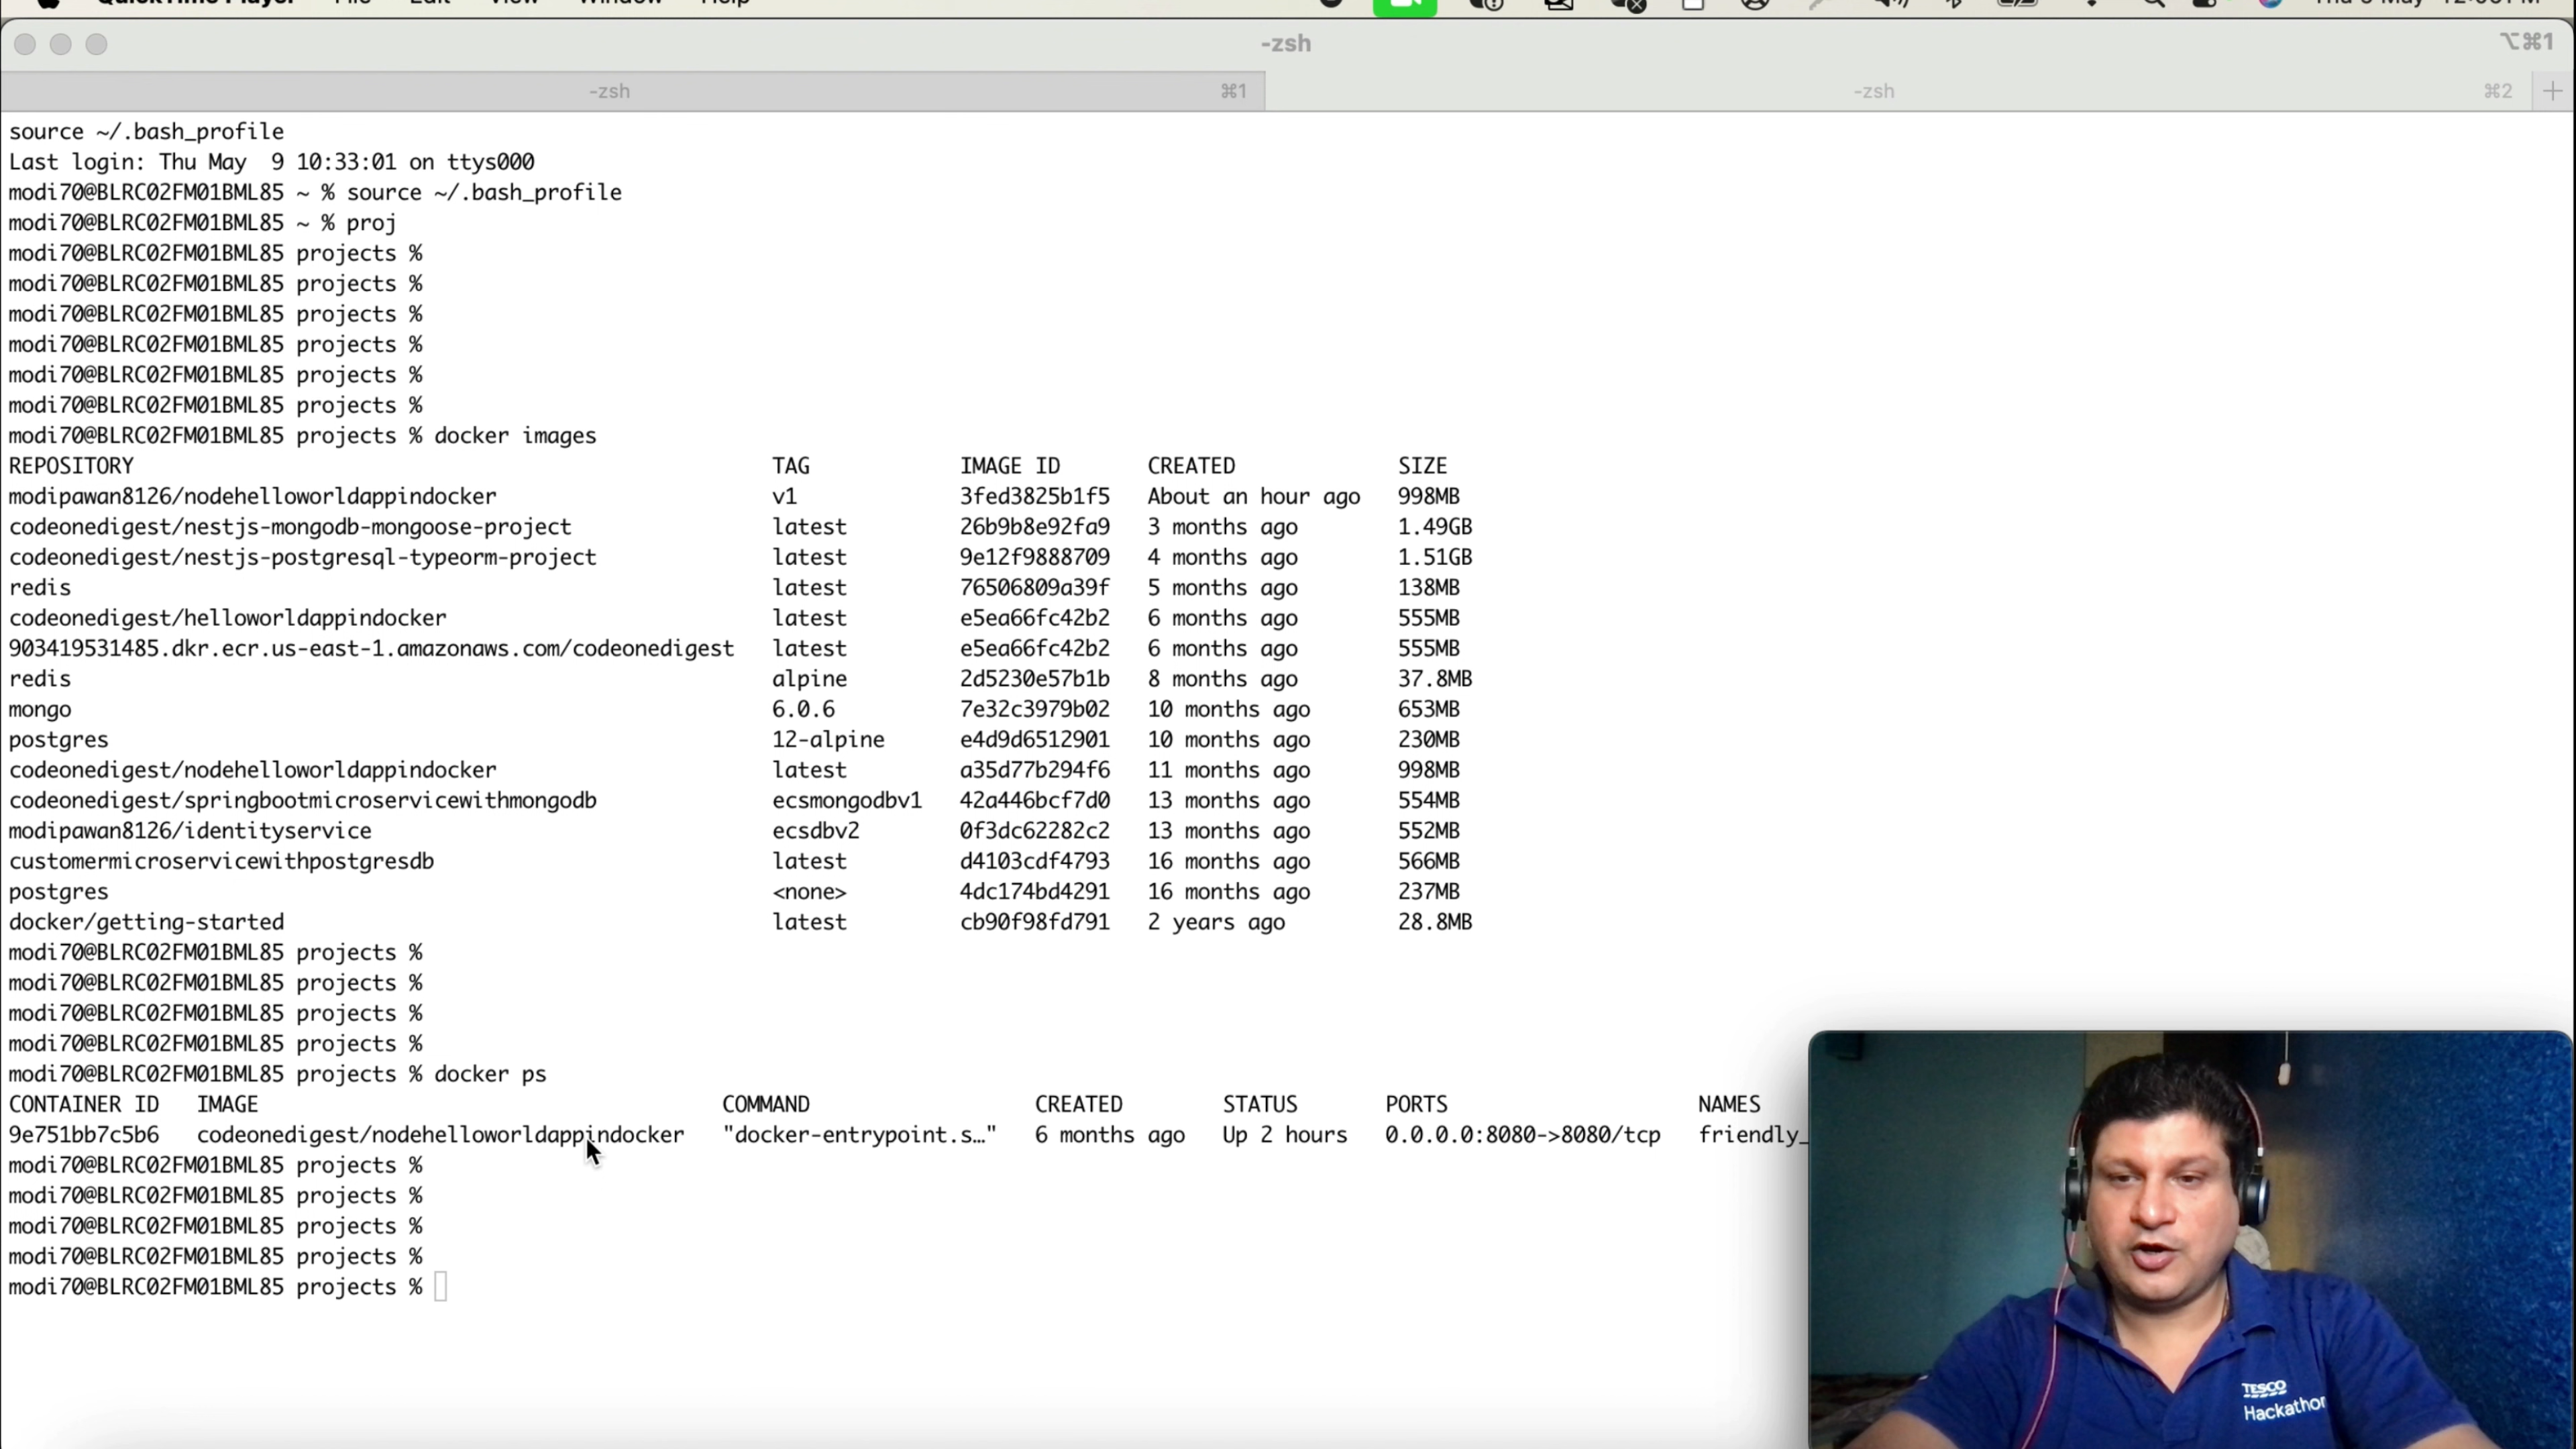 QuickTime Player File Edit View Window Help
-zsh ⌥⌘1
-zsh ⌘1 -zsh ⌘2 +
source ~/.bash_profile
Last login: Thu May  9 10:33:01 on ttys000
modi70@BLRC02FM01BML85 ~ % source ~/.bash_profile
modi70@BLRC02FM01BML85 ~ % proj
modi70@BLRC02FM01BML85 projects %
modi70@BLRC02FM01BML85 projects %
modi70@BLRC02FM01BML85 projects %
modi70@BLRC02FM01BML85 projects %
modi70@BLRC02FM01BML85 projects %
modi70@BLRC02FM01BML85 projects %
modi70@BLRC02FM01BML85 projects % docker images
REPOSITORY TAG IMAGE ID CREATED SIZE
modipawan8126/nodehelloworldappindocker v1 3fed3825b1f5 About an hour ago 998MB
codeonedigest/nestjs-mongodb-mongoose-project latest 26b9b8e92fa9 3 months ago 1.49GB
codeonedigest/nestjs-postgresql-typeorm-project latest 9e12f9888709 4 months ago 1.51GB
redis latest 76506809a39f 5 months ago 138MB
codeonedigest/helloworldappindocker latest e5ea66fc42b2 6 months ago 555MB
903419531485.dkr.ecr.us-east-1.amazonaws.com/codeonedigest latest e5ea66fc42b2 6 months ago 555MB
redis alpine 2d5230e57b1b 8 months ago 37.8MB
mongo 6.0.6 7e32c3979b02 10 months ago 653MB
postgres 12-alpine e4d9d6512901 10 months ago 230MB
codeonedigest/nodehelloworldappindocker latest a35d77b294f6 11 months ago 998MB
codeonedigest/springbootmicroservicewithmongodb ecsmongodbv1 42a446bcf7d0 13 months ago 554MB
modipawan8126/identityservice ecsdbv2 0f3dc62282c2 13 months ago 552MB
customermicroservicewithpostgresdb latest d4103cdf4793 16 months ago 566MB
postgres <none> 4dc174bd4291 16 months ago 237MB
docker/getting-started latest cb90f98fd791 2 years ago 28.8MB
modi70@BLRC02FM01BML85 projects %
modi70@BLRC02FM01BML85 projects %
modi70@BLRC02FM01BML85 projects %
modi70@BLRC02FM01BML85 projects %
modi70@BLRC02FM01BML85 projects % docker ps
CONTAINER ID IMAGE COMMAND CREATED STATUS PORTS NAMES
9e751bb7c5b6 codeonedigest/nodehelloworldappindocker "docker-entrypoint.s…" 6 months ago Up 2 hours 0.0.0.0:8080->8080/tcp friendly_
modi70@BLRC02FM01BML85 projects %
modi70@BLRC02FM01BML85 projects %
modi70@BLRC02FM01BML85 projects %
modi70@BLRC02FM01BML85 projects %
modi70@BLRC02FM01BML85 projects %
TESCO
Hackathon